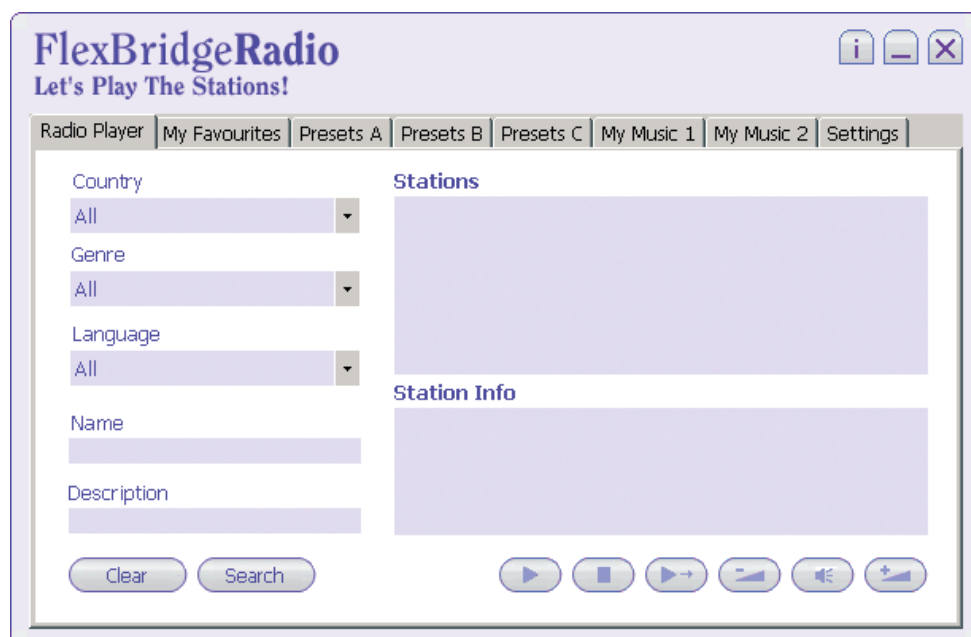 FlexBridgeRadio
Let's Play The Stations!
i
Radio Player My Favourites Presets A Presets B Presets C My Music 1 My Music 2 Settings
Country
All
Genre
All
Language
All
Name
Description
Clear Search
Stations
Station Info